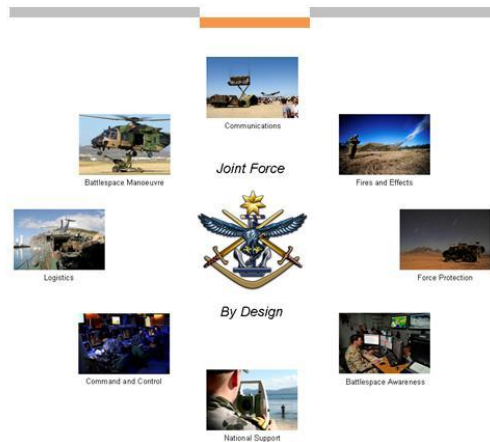 Communications
Battlespace Manoeuvre
Joint Force
Fires and Effects
Logistics
Force Protection
By Design
Command and Control
Battlespace Awareness
National Support